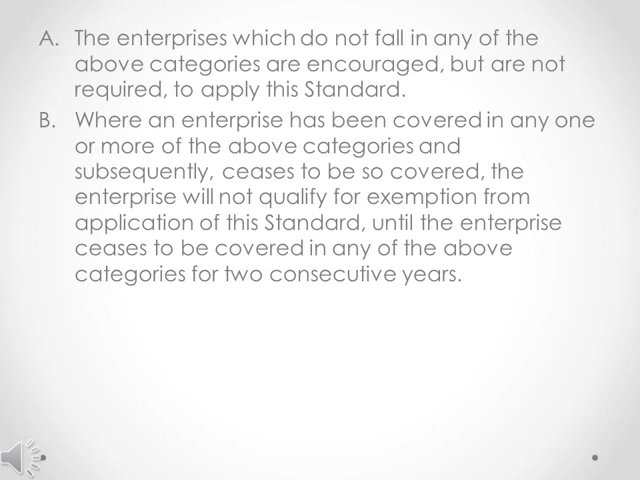 A. The enterprises which do not fall in any of the
above categories are encouraged, but are not
required, to apply this Standard.
B. Where an enterprise has been covered in any one
or more of the above categories and
subsequently, ceases to be so covered, the
enterprise will not qualify for exemption from
application of this Standard, until the enterprise
ceases to be covered in any of the above
categories for two consecutive years.